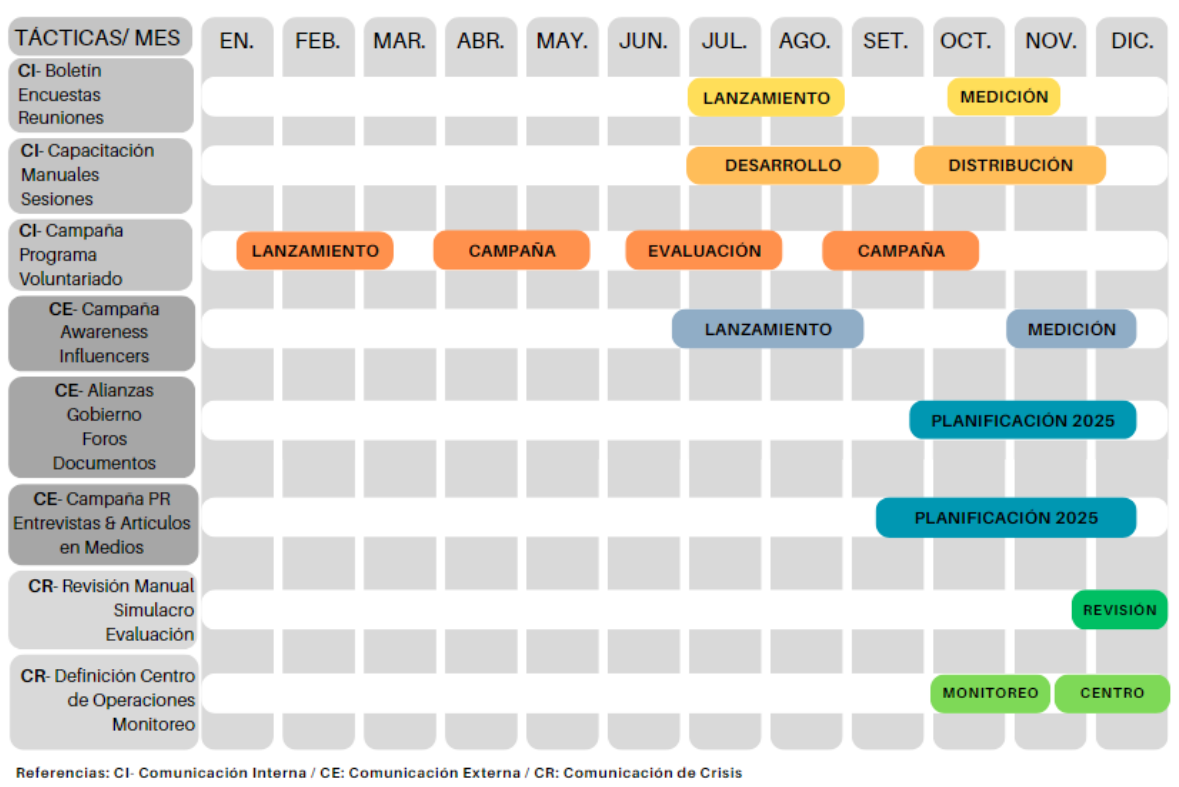 TÁCTICAS/ MES EN. FEB. MAR. ABR. MAY. JUN. JUL. AGO. SET. OCT. NOV. DIC.
CI- Boletín
Encuestas
Reuniones
LANZAMIENTO MEDICIÓN
CI- Capacitación
Manuales
Sesiones
DESARROLLO DISTRIBUCIÓN
CI- Campaña
Programa
Voluntariado
LANZAMIENTO CAMPAÑA EVALUACIÓN CAMPAÑA
CE- Campaña
Awareness
Influencers
LANZAMIENTO MEDICIÓN
CE- Alianzas
Gobierno
Foros
Documentos
PLANIFICACIÓN 2025
CE- Campaña PR
Entrevistas & Artículos
en Medios
PLANIFICACIÓN 2025
CR- Revisión Manual
Simulacro
Evaluación
REVISIÓN
CR- Definición Centro
de Operaciones
Monitoreo
MONITOREO CENTRO
Referencias: CI- Comunicación Interna / CE: Comunicación Externa / CR: Comunicación de Crisis